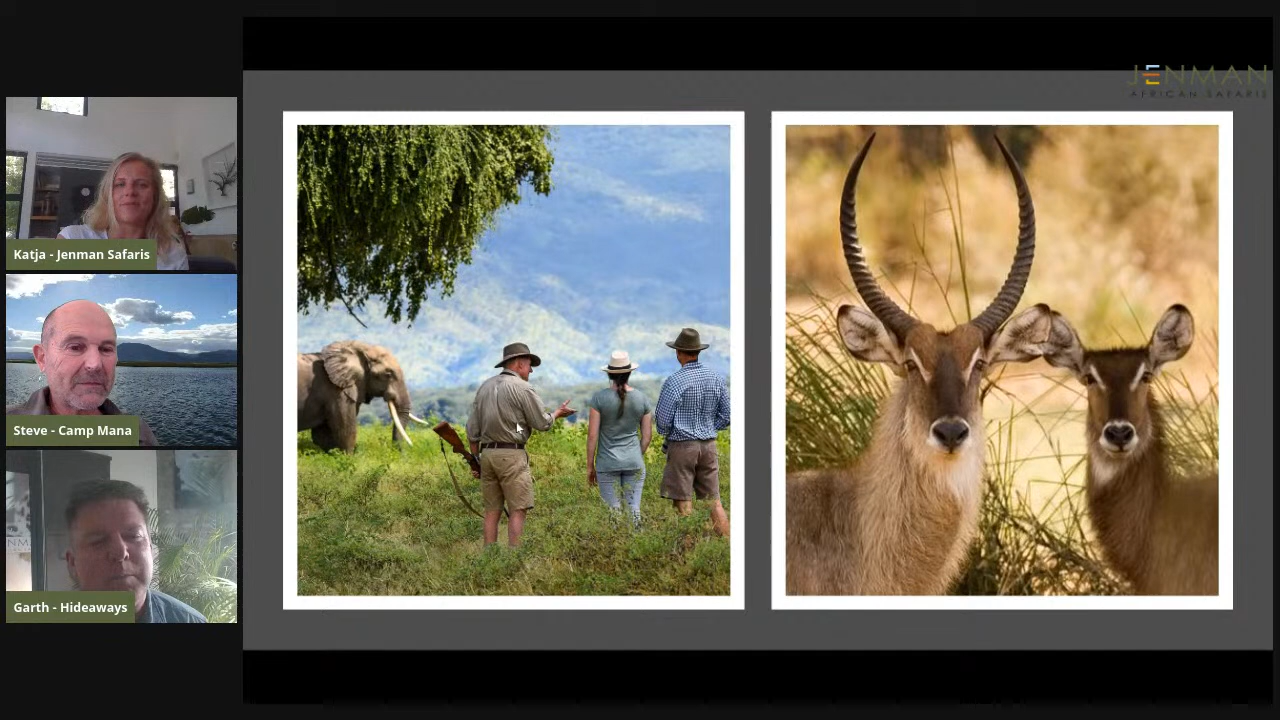 JENMAN
AFRICAN SAFARIS
Katja - Jenman Safaris
Steve - Camp Mana
Garth - Hideaways